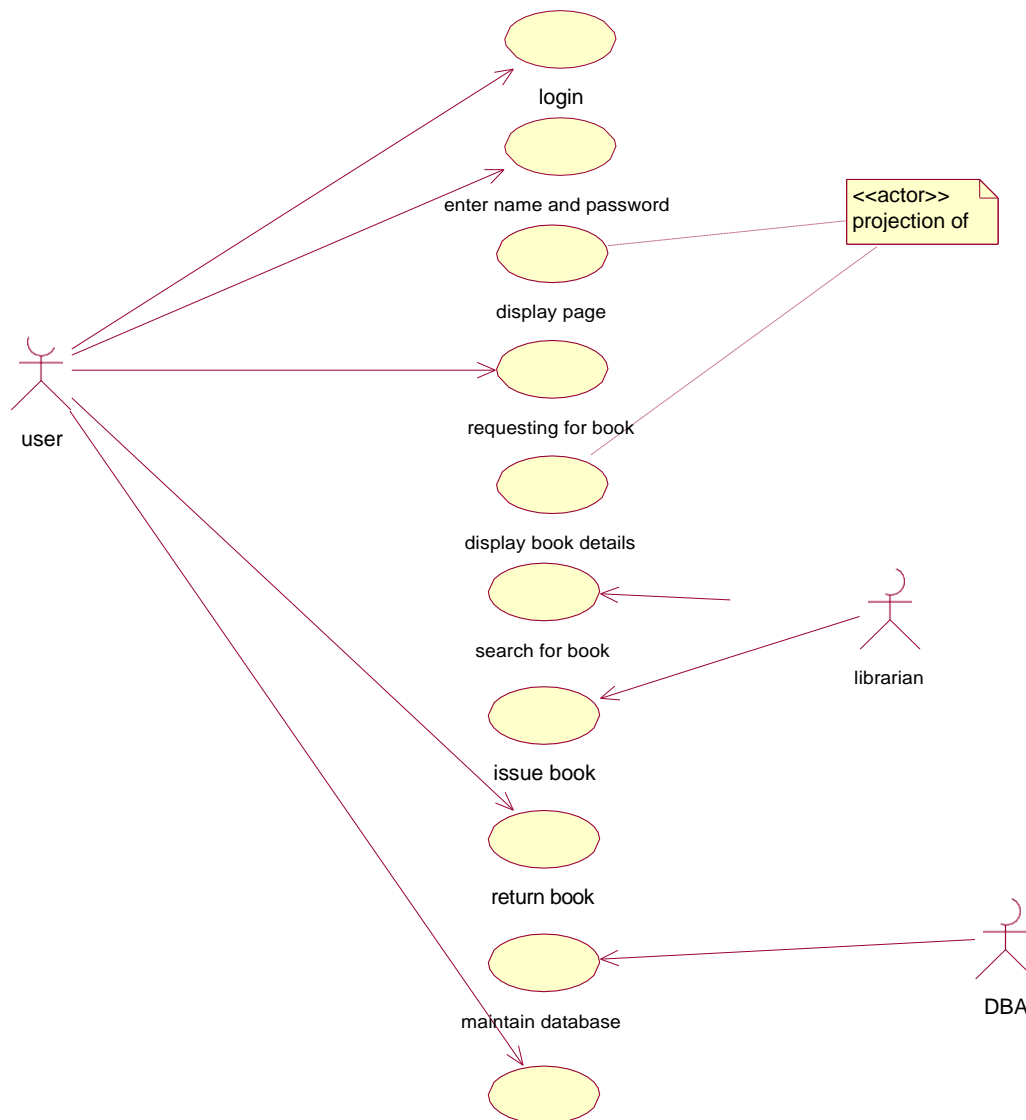 login
enter name and password
<<actor>>
projection of
display page
user
requesting for book
display book details
search for book
librarian
issue book
return book
DBA
maintain database